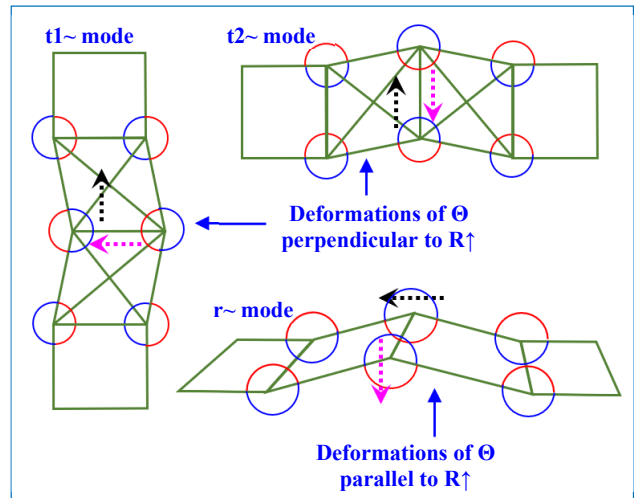 t1~ mode
t2~ mode
Deformations of Θ
perpendicular to R↑
r~ mode
Deformations of Θ
parallel to R↑